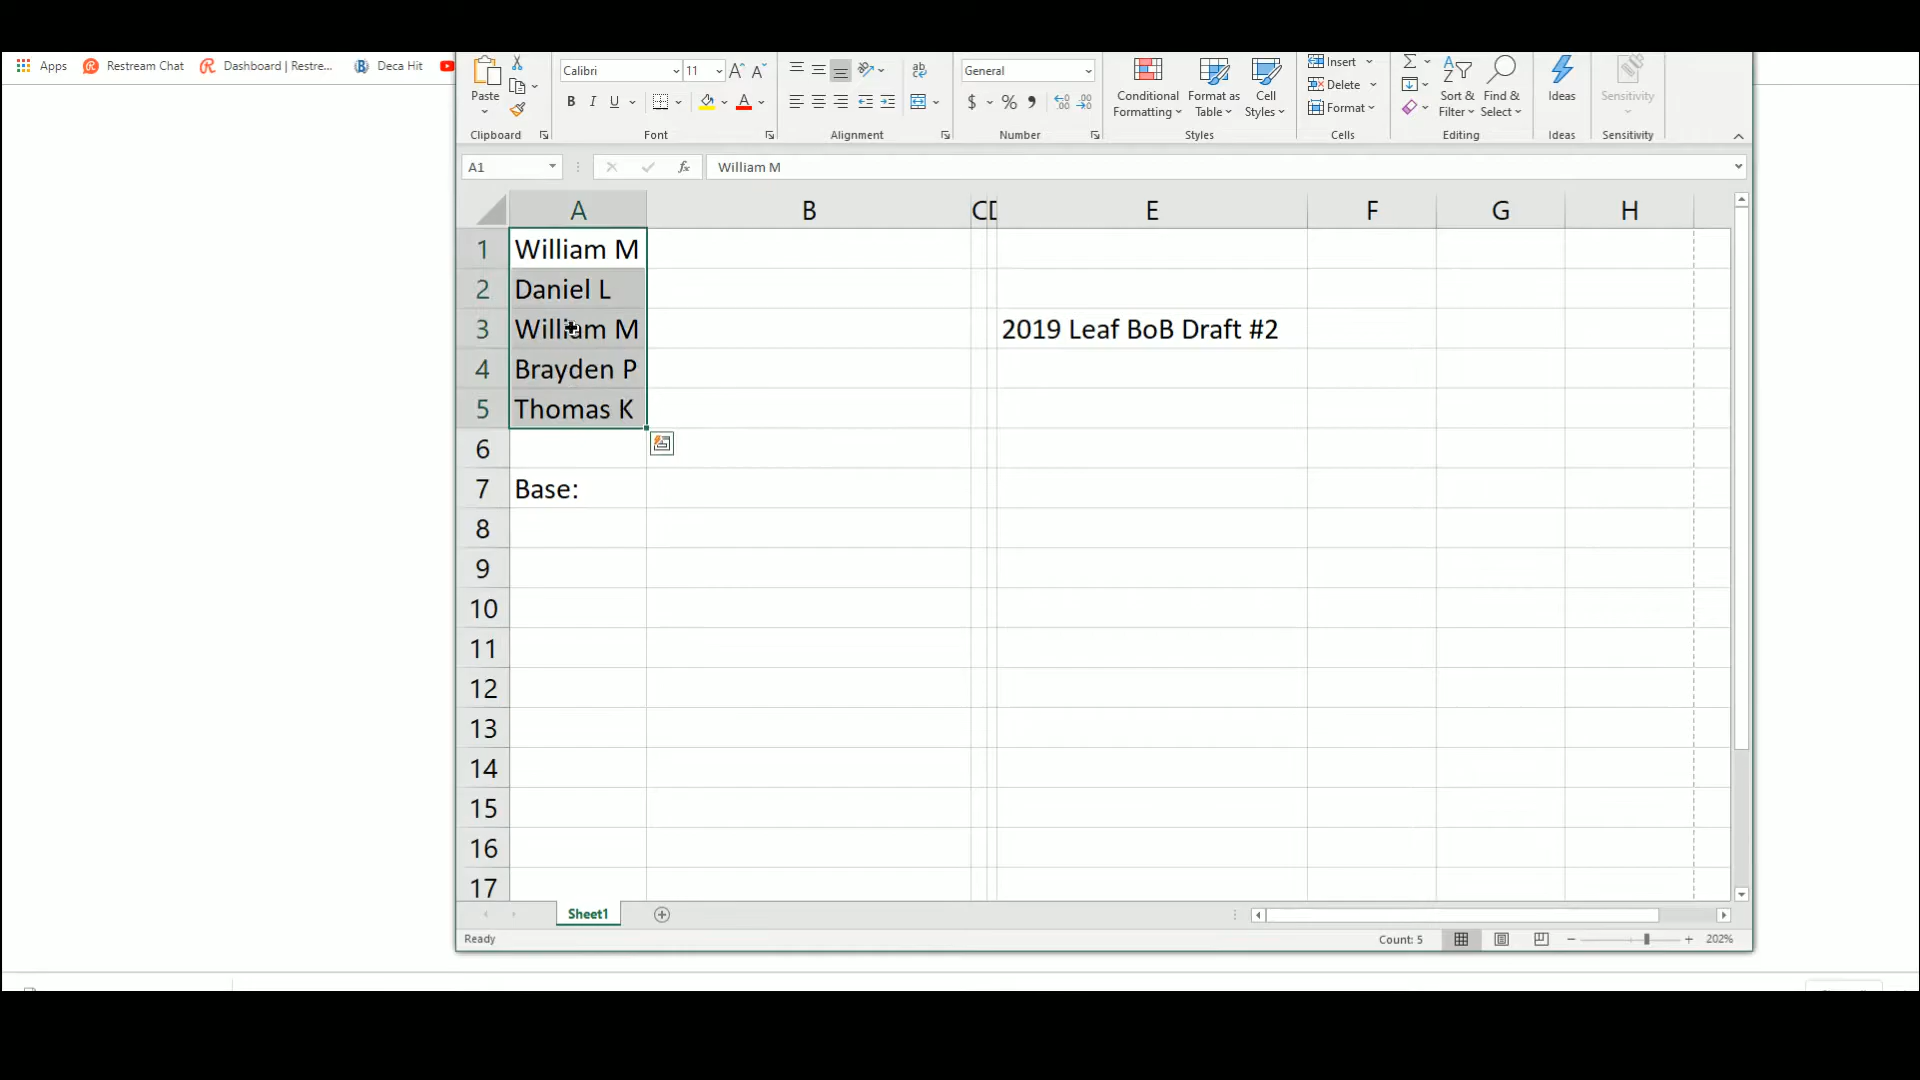 Apps Restream Chat Dashboard | Restre... Deca Hit
Paste
Clipboard
Calibri 11
B I U
Font
ab
Alignment
General
$ % 9
Number
Conditional Formatting
Format as Table
Cell Styles
Styles
Insert
Delete
Format
Cells
Sort & Filter
Find & Select
Editing
Ideas
Ideas
Sensitivity
Sensitivity
A1 fx William M
A B C D E F G H
1 William M
2 Daniel L
3 William M 2019 Leaf BoB Draft #2
4 Brayden P
5 Thomas K
6
7 Base:
8
9
10
11
12
13
14
15
16
17
Sheet1
Ready Count: 5 202%